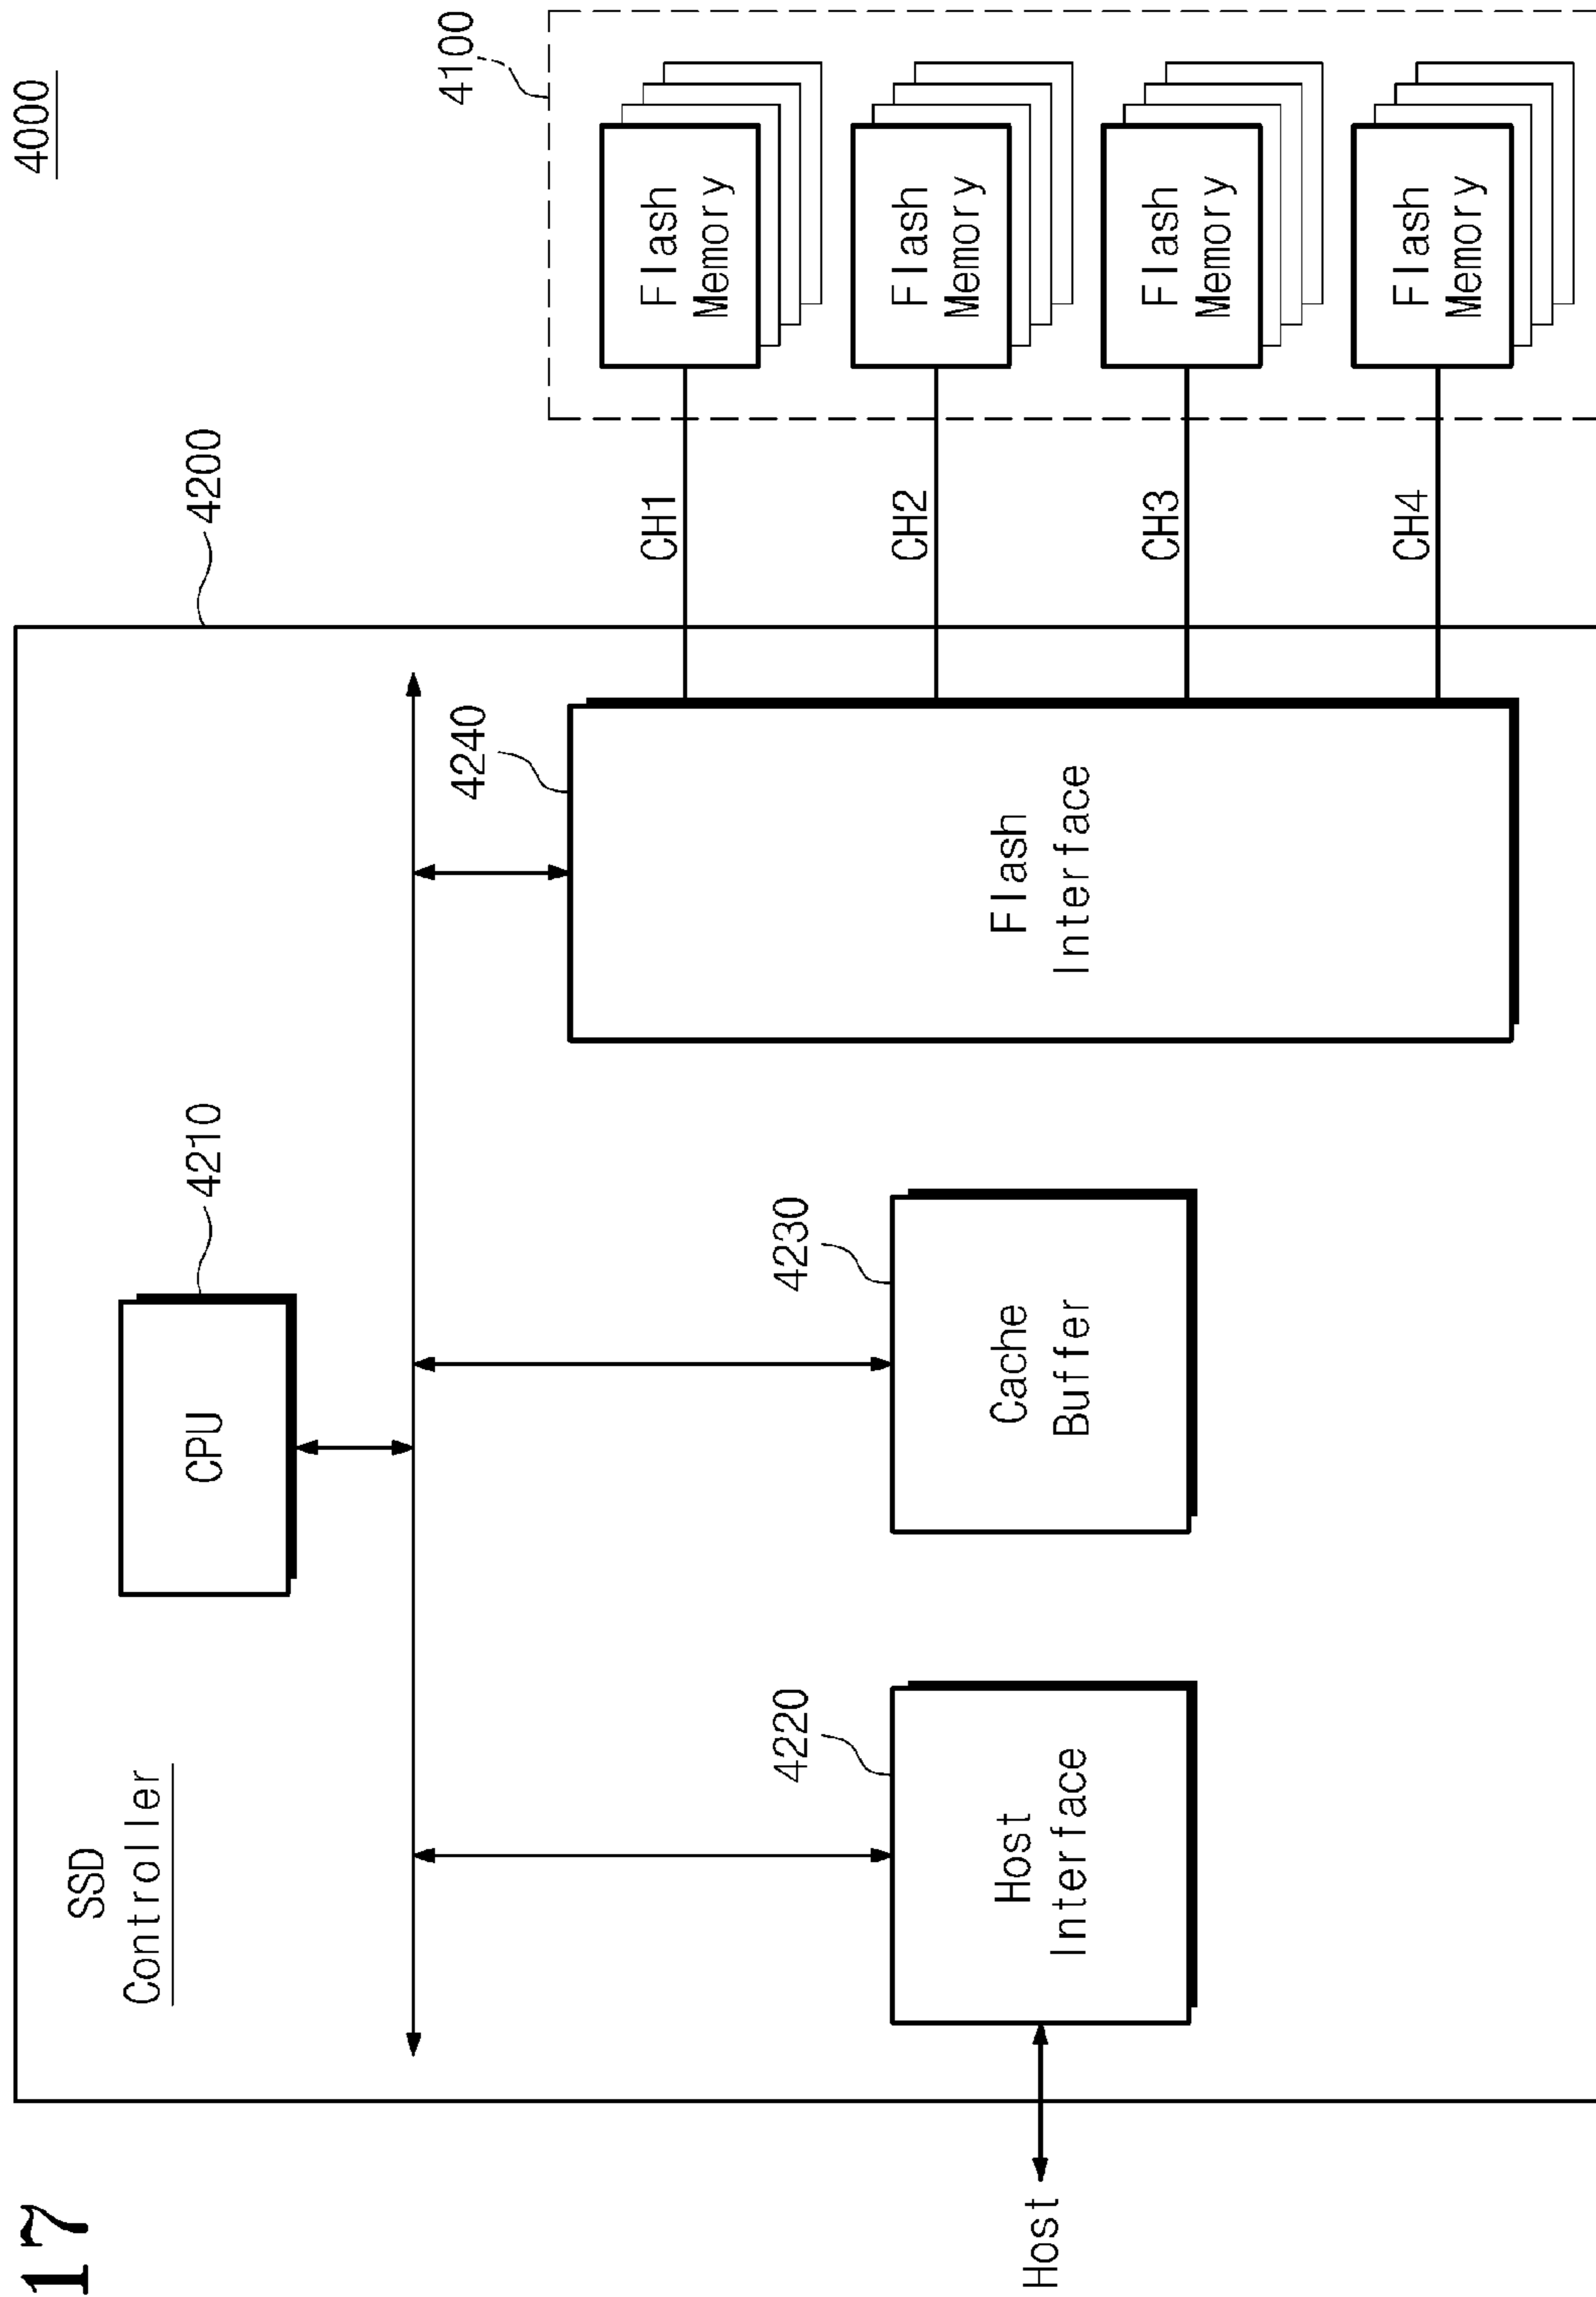 17
4000
4200
4100
SSD
Controller
CPU
4210
4220
4230
4240
Host
Host
Interface
Cache
Buffer
Flash
Interface
CH1
Flash
Memory
CH2
Flash
Memory
CH3
Flash
Memory
CH4
Flash
Memory